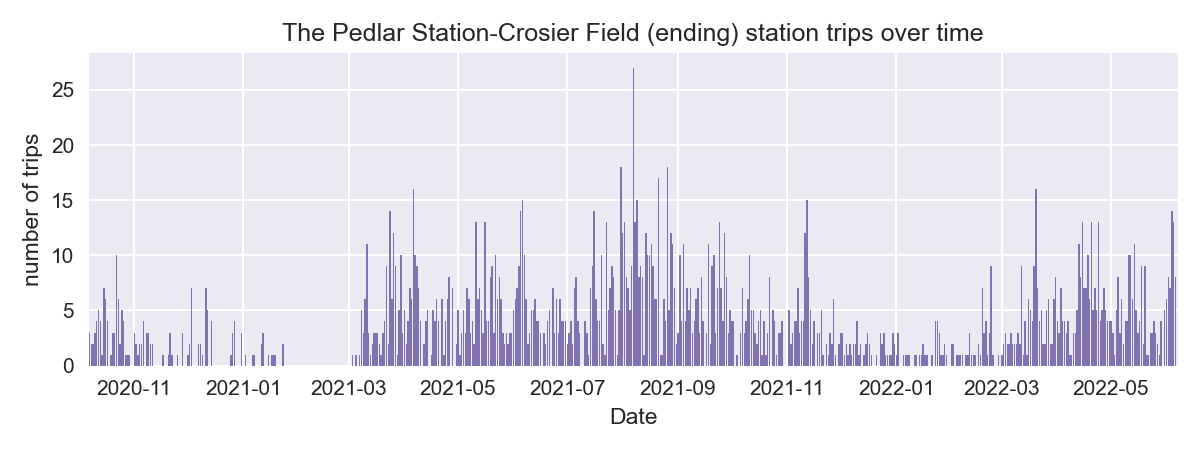 The Pedlar Station-Crosier Field (ending) station trips over time
number of trips
25
20
15
10
5
0
2020-11 2021-01 2021-03 2021-05 2021-07 2021-09 2021-11 2022-01 2022-03 2022-05
Date